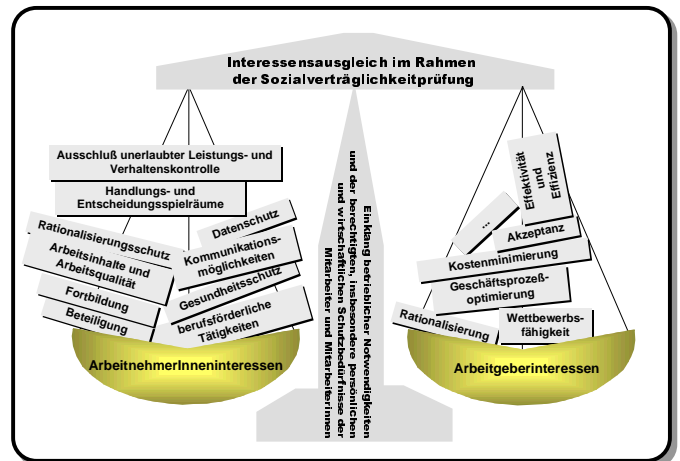 Interessensausgleich im Rahmen
der Sozialverträglichkeitprüfung
Ausschluß unerlaubter Leistungs- und
Verhaltenskontrolle
Handlungs- und
Entscheidungsspielräume
Rationalisierungsschutz
Arbeitsinhalte und
Arbeitsqualität
Fortbildung
Beteiligung
Datenschutz
Kommunikations-
möglichkeiten
Gesundheitsschutz
berufsförderliche
Tätigkeiten
ArbeitnehmerInneninteressen
Einklang betrieblicher Notwendigkeiten
und der berechtigten, insbesondere persönlichen
und wirtschaftlichen Schutzbedürfnisse der
Mitarbeiter und Mitarbeiterinnen
Effektivität
und
Effizienz
...
Akzeptanz
Kostenminimierung
Geschäftsprozeß-
optimierung
Rationalisierung
Wettbewerbs-
fähigkeit
Arbeitgeberinteressen